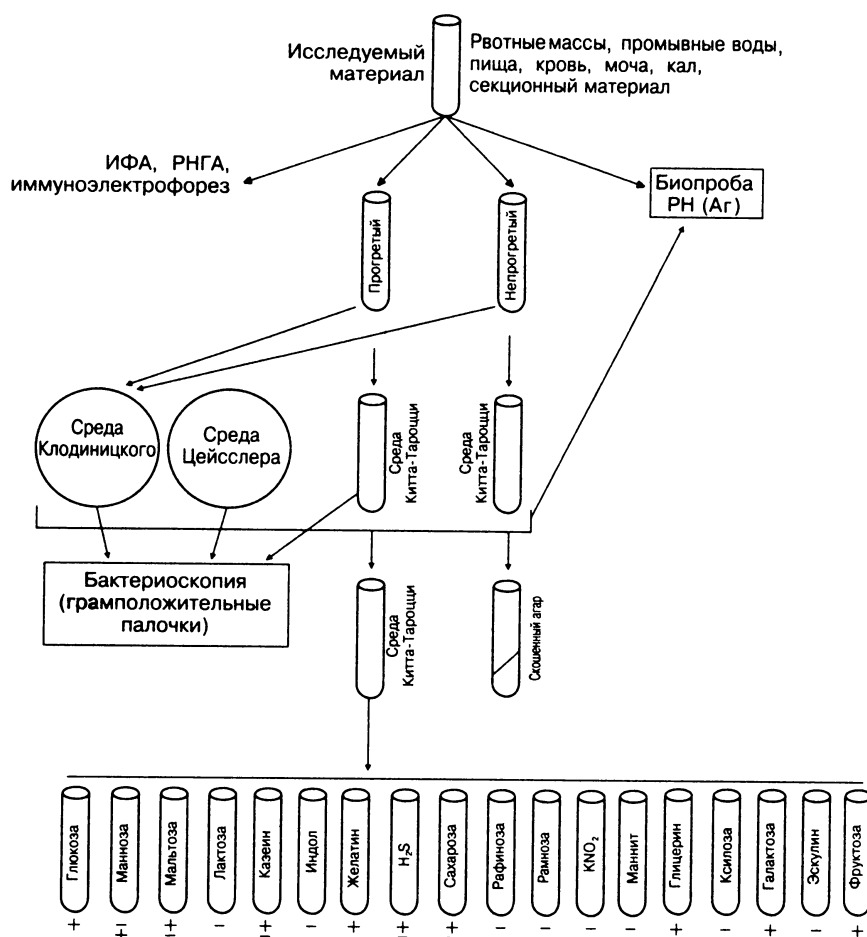 Исследуемый
материал
Рвотные массы, промывные воды,
пища, кровь, моча, кал,
секционный материал
ИФА, РНГА,
иммуноэлектрофорез
Биопроба
РН (Аг)
Прогретый
Непрогретый
Среда
Клодиницкого
Среда
Цейсслера
Среда
Китта-Тароцци
Среда
Китта-Тароцци
Бактериоскопия
(грамположительные
палочки)
Среда
Китта-Тароцци
Скошенный агар
Глюкоза
Манноза
Мальтоза
Лактоза
Казеин
Индол
Желатин
H₂S
Сахароза
Рафиноза
Рамноза
KNO₂
Маннит
Глицерин
Ксилоза
Галактоза
Эскулин
Фруктоза
+ +− −+ − −+ − + −+ + − − − − + − + − +